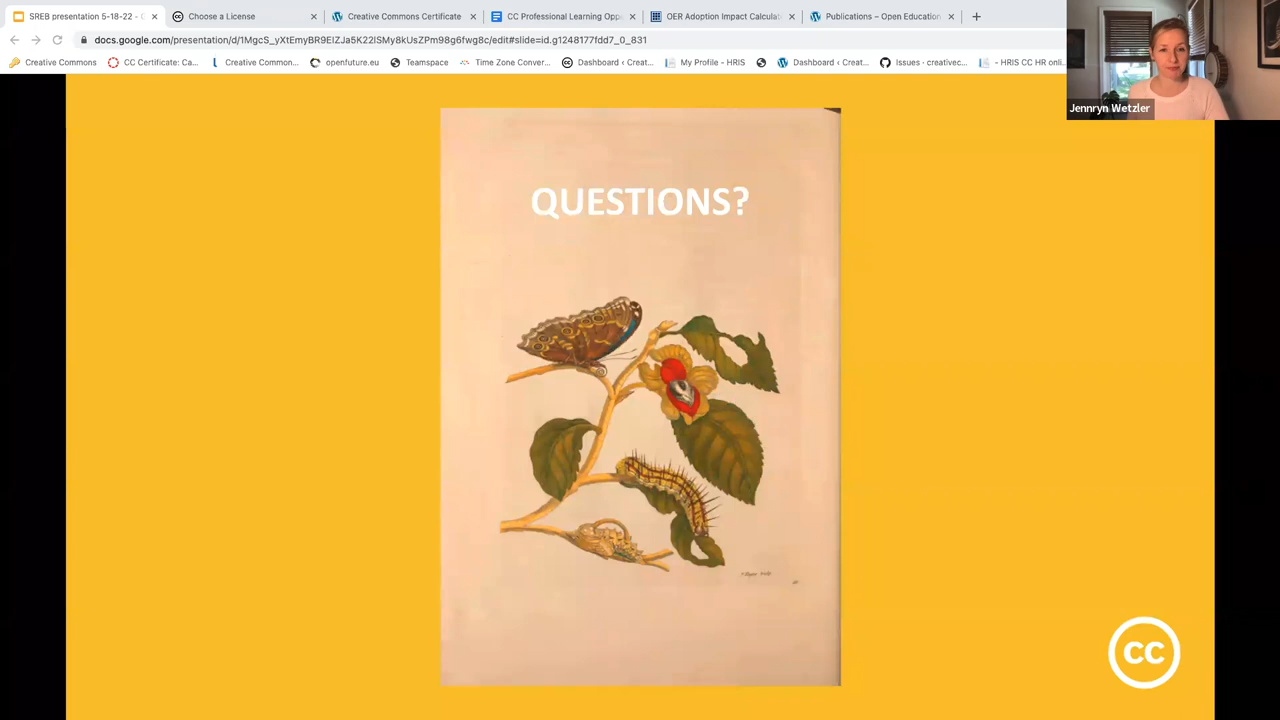 SREB presentation 5-18-22 - G
Choose a License
Creative Commons Certificate
CC Professional Learning Oppo
OER Adoption Impact Calculat
Publications – Open Education
docs.google.com/presentation/d/1MgcS_yXtEmyBR9ElZJa5K22lSMy8kUsZPm98g6fwg8c/edit#slide=id.g1248177fdd7_0_831
Creative Commons
CC Certificate: Ca...
Creative Common...
openfuture.eu
Teamspace
Time Zone Conver...
Dashboard ‹ Creat...
My Profile - HRIS
Dashboard ‹ Creat...
Issues · creativec...
- HRIS CC HR onli...
Jennryn Wetzler
QUESTIONS?
CC